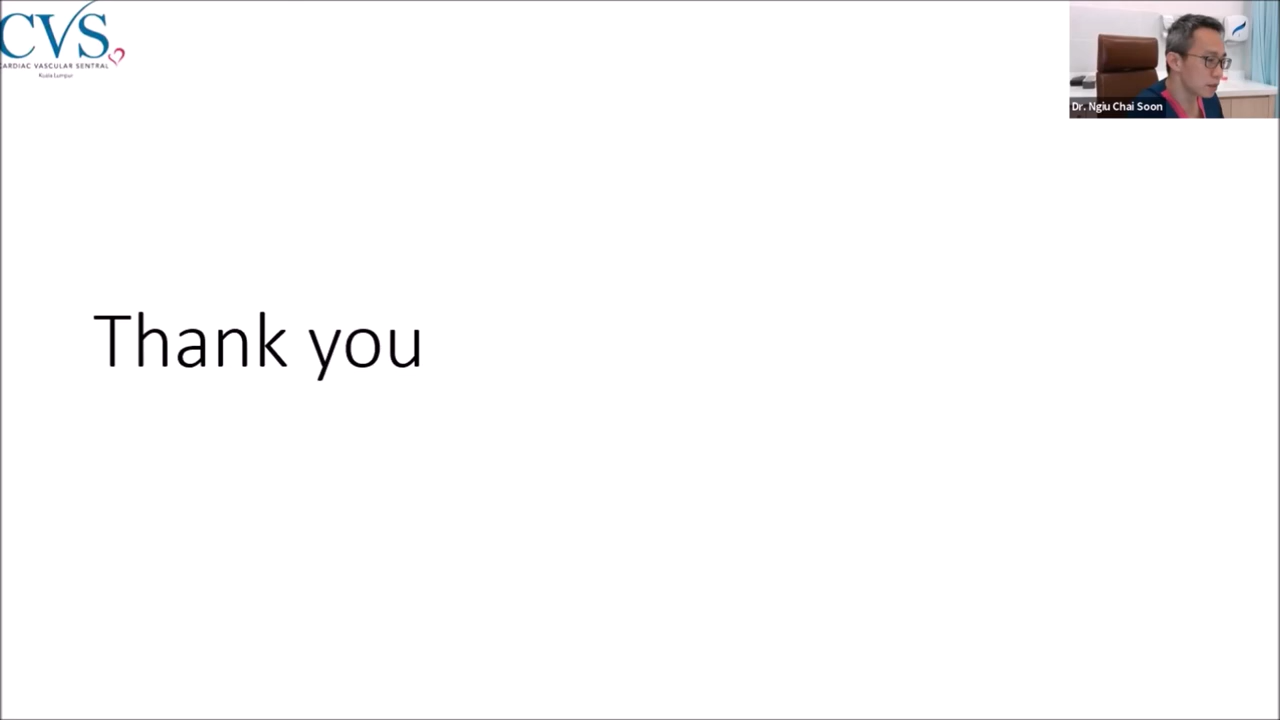 CVS
CARDIAC VASCULAR SENTRAL
Kuala Lumpur
Dr. Ngiu Chai Soon
Thank you